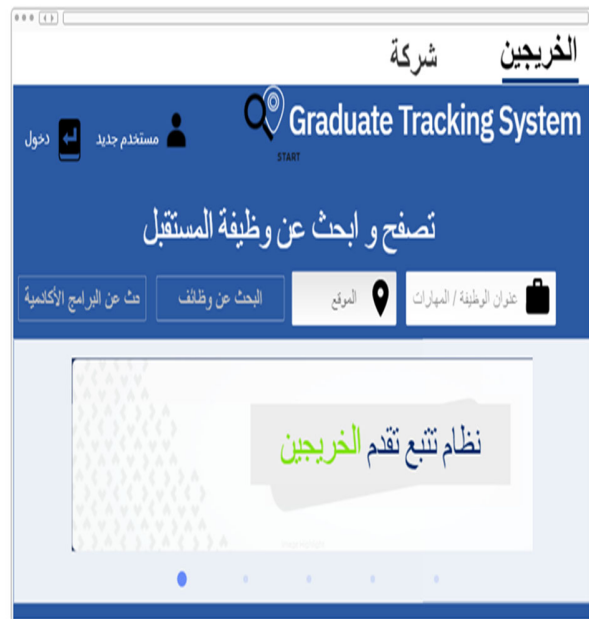 الخريجين شركة
Graduate Tracking System
START
مستخدم جديد دخول
تصفح و ابحث عن وظيفة المستقبل
عنوان الوظيفة / المهارات الموقع البحث عن وظائف حث عن البرامج الأكادمية
نظام تتبع تقدم الخريجين